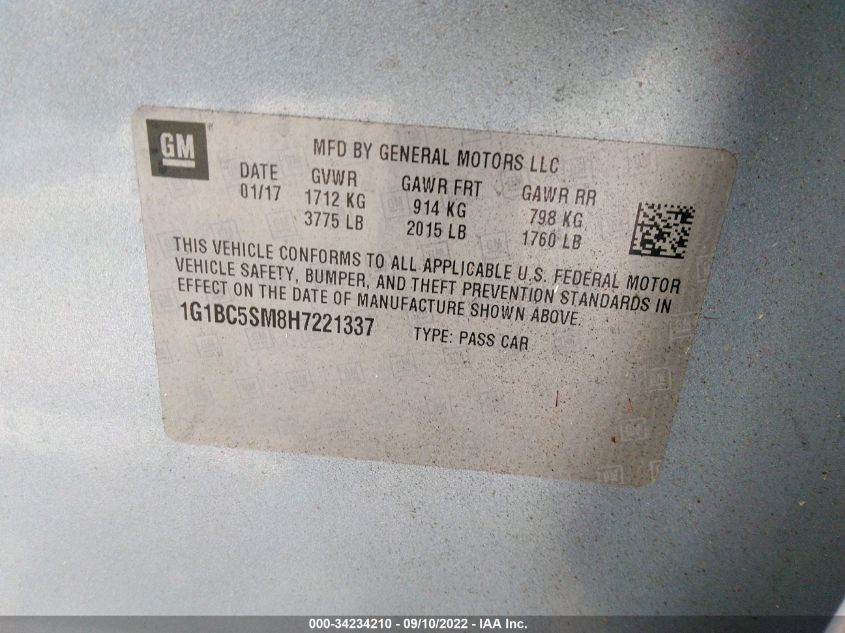 GM
MFD BY GENERAL MOTORS LLC
DATE GVWR GAWR FRT GAWR RR
01/17 1712 KG 914 KG 798 KG
3775 LB 2015 LB 1760 LB
THIS VEHICLE CONFORMS TO ALL APPLICABLE U.S. FEDERAL MOTOR
VEHICLE SAFETY, BUMPER, AND THEFT PREVENTION STANDARDS IN
EFFECT ON THE DATE OF MANUFACTURE SHOWN ABOVE.
1G1BC5SM8H7221337 TYPE: PASS CAR
000-34234210 - 09/10/2022 - IAA Inc.